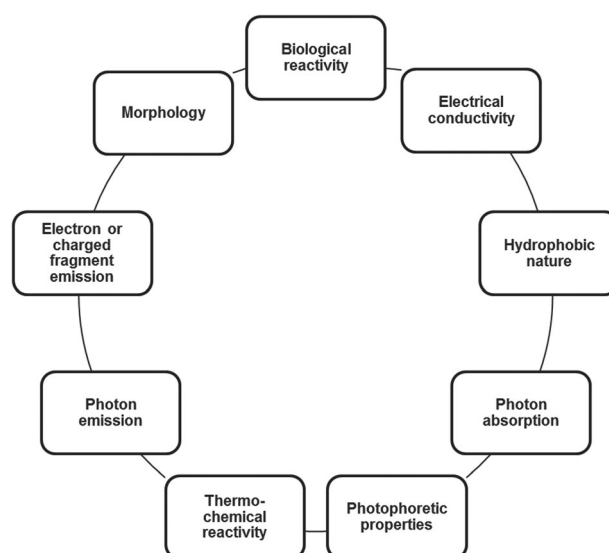 Biological
reactivity
Electrical
conductivity
Hydrophobic
nature
Photon
absorption
Photophoretic
properties
Thermo-
chemical
reactivity
Photon
emission
Electron or
charged
fragment
emission
Morphology